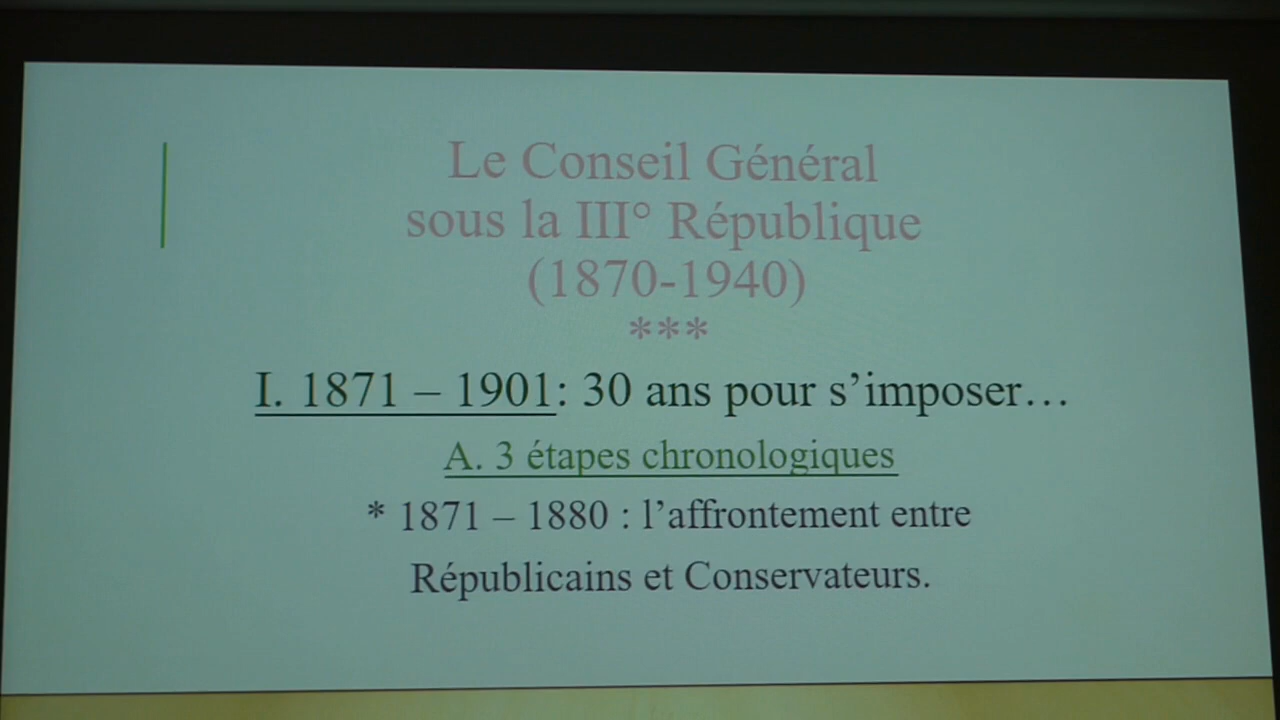 Le Conseil Général
sous la III° République
(1870-1940)
***
I. 1871 – 1901: 30 ans pour s’imposer…
A. 3 étapes chronologiques
* 1871 – 1880 : l’affrontement entre
Républicains et Conservateurs.